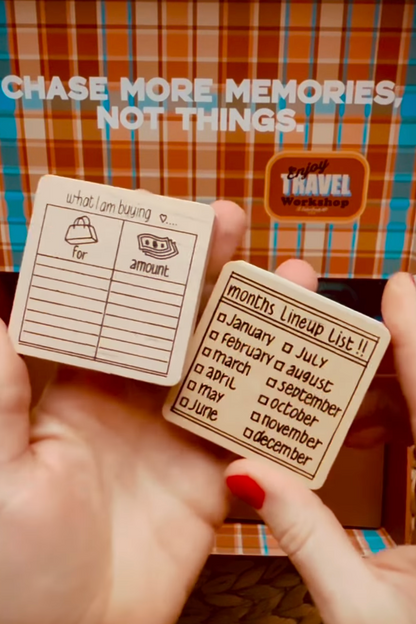 CHASE MORE MEMORIES,
NOT THINGS.
Enjoy
TRAVEL
Workshop
what I am buying
for
amount
months Lineup List !!
January
February
march
april
may
June
July
august
september
october
november
december